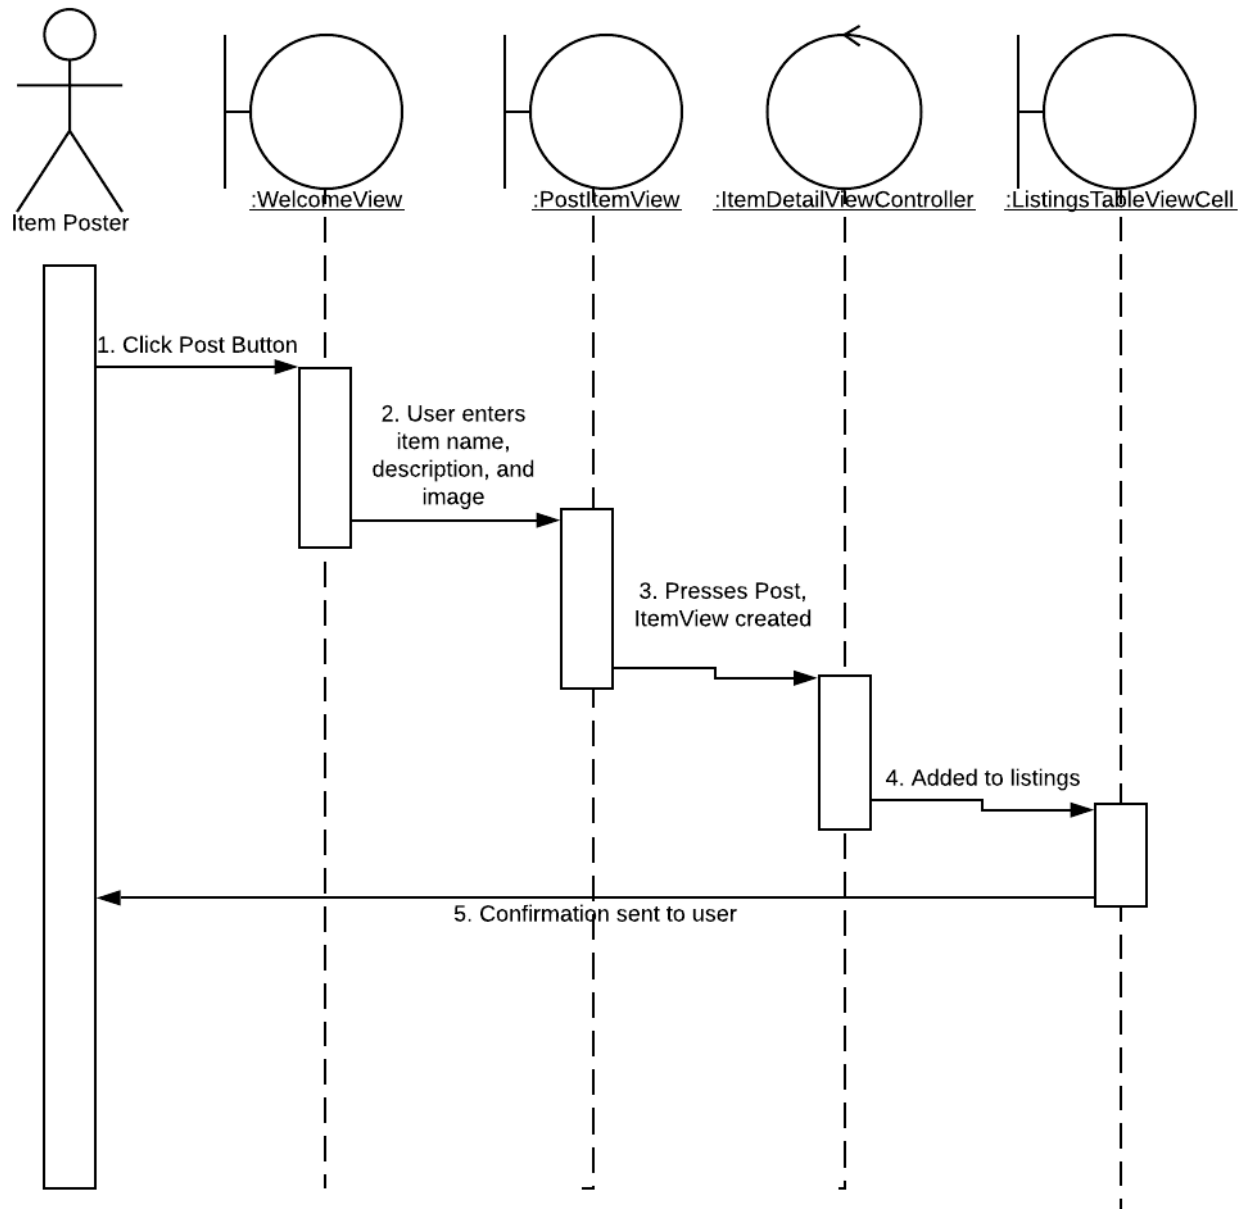 :WelcomeView
:PostItemView
:ItemDetailViewController
:ListingsTableViewCell
Item Poster
1. Click Post Button
2. User enters
item name,
description, and
image
3. Presses Post,
ItemView created
4. Added to listings
5. Confirmation sent to user